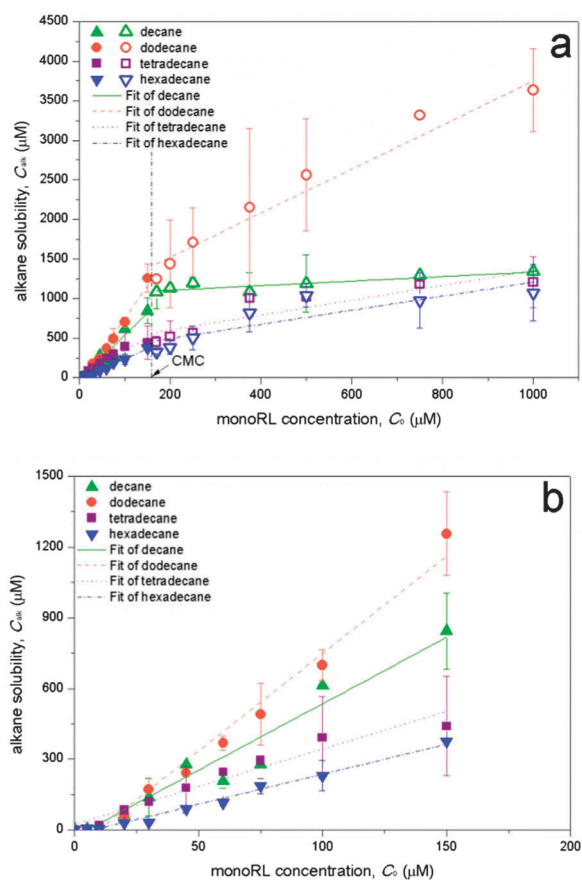 a
decane
dodecane
tetradecane
hexadecane
Fit of decane
Fit of dodecane
Fit of tetradecane
Fit of hexadecane
4500
4000
3500
3000
2500
2000
1500
1000
500
0
alkane solubility, Calk (μM)
CMC
0 200 400 600 800 1000
monoRL concentration, C0 (μM)
b
decane
dodecane
tetradecane
hexadecane
Fit of decane
Fit of dodecane
Fit of tetradecane
Fit of hexadecane
1500
1200
900
600
300
0
alkane solubility, Calk (μM)
0 50 100 150 200
monoRL concentration, C0 (μM)